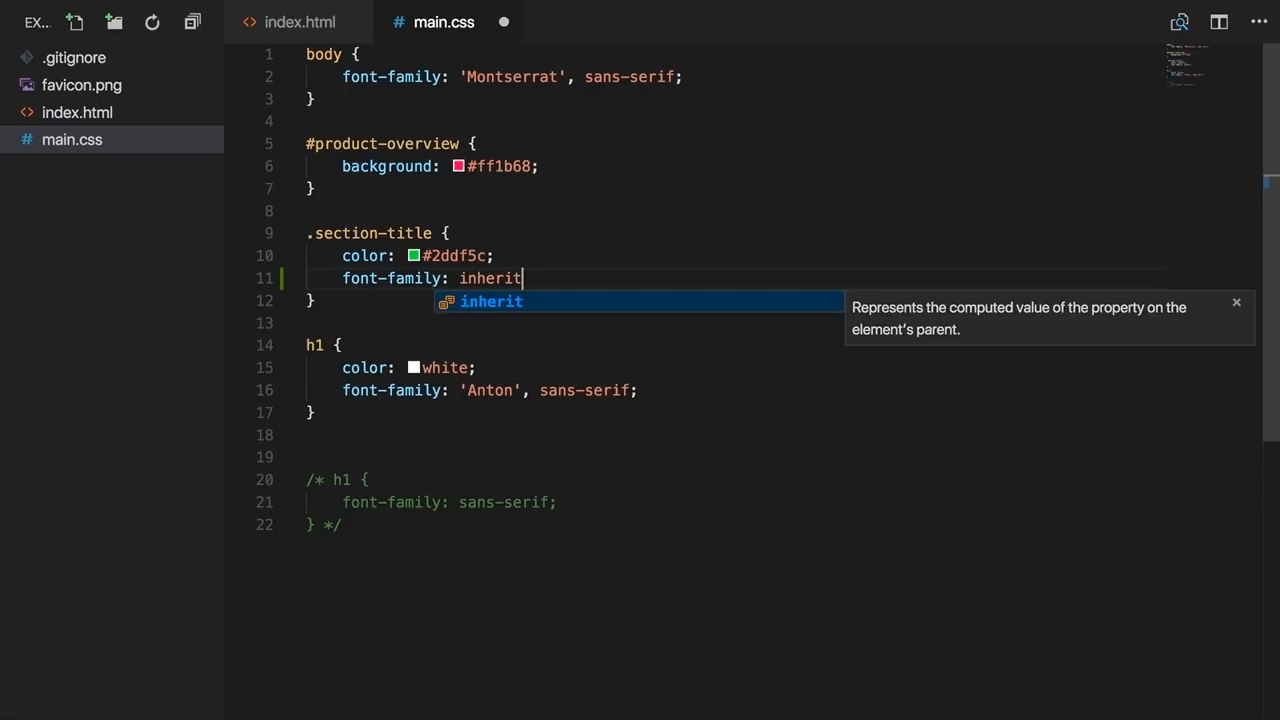 EX...
index.html
main.css
.gitignore
favicon.png
index.html
main.css
1 body {
2 font-family: 'Montserrat', sans-serif;
3 }
4
5 #product-overview {
6 background: #ff1b68;
7 }
8
9 .section-title {
10 color: #2ddf5c;
11 font-family: inherit
inherit
Represents the computed value of the property on the
element's parent.
12 }
13
14 h1 {
15 color: white;
16 font-family: 'Anton', sans-serif;
17 }
18
19
20 /* h1 {
21 font-family: sans-serif;
22 } */